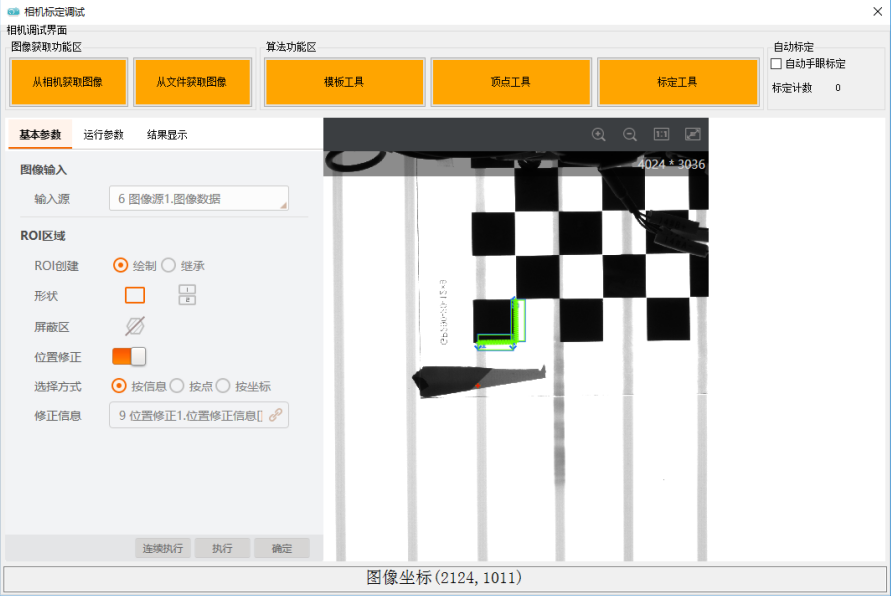 相机标定调试
相机调试界面
图像获取功能区
算法功能区
自动标定
从相机获取图像
从文件获取图像
模板工具
顶点工具
标定工具
自动手眼标定
标定计数 0
基本参数
运行参数
结果显示
1:1
4024 * 3036
图像输入
输入源
6 图像源1.图像数据
ROI区域
ROI创建
绘制
继承
形状
1
2
屏蔽区
位置修正
选择方式
按信息
按点
按坐标
修正信息
9 位置修正1.位置修正信息[]
连续执行
执行
确定
图像坐标(2124,1011)